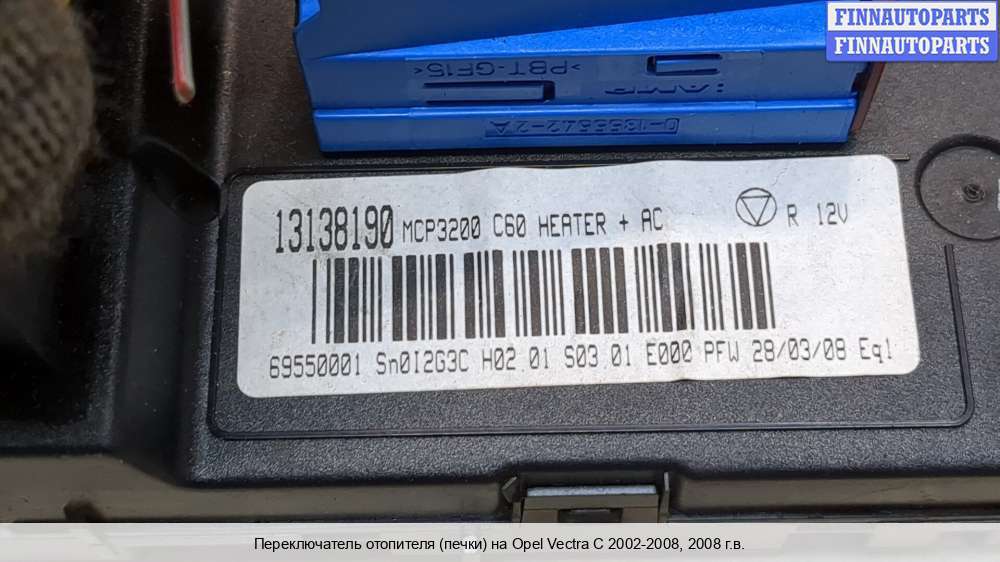 FINNAUTOPARTS
FINNAUTOPARTS
>PBT-GF15<
AMP
0-1355542-2 A
13138190 MCP3200 C60 HEATER + AC R 12V
69550001 Sn0I2G3C H02.01 S03.01 E000 PFW 28/03/08 Eq1
Переключатель отопителя (печки) на Opel Vectra C 2002-2008, 2008 г.в.